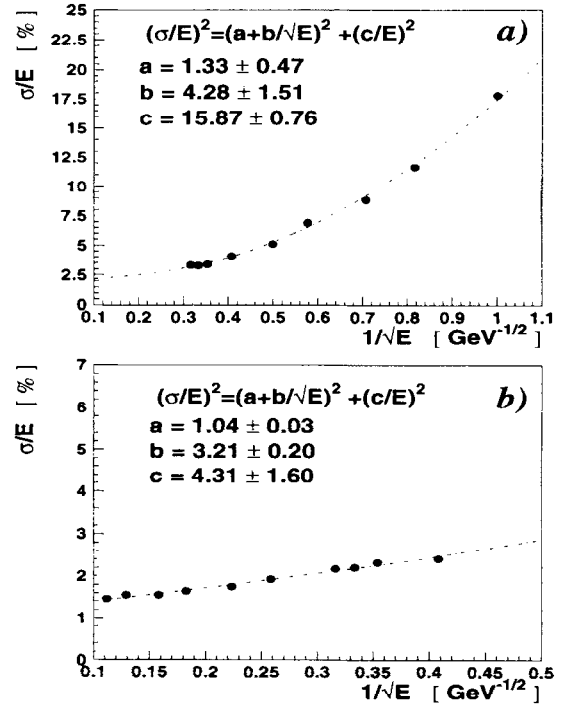 σ/E [ % ]
25
22.5
20
17.5
15
12.5
10
7.5
5
2.5
0
a)
(σ/E)²=(a+b/√E)² +(c/E)²
a = 1.33 ± 0.47
b = 4.28 ± 1.51
c = 15.87 ± 0.76
0.1 0.2 0.3 0.4 0.5 0.6 0.7 0.8 0.9 1 1.1
1/√E [ GeV⁻¹/² ]
σ/E [ % ]
7
6
5
4
3
2
1
0
b)
(σ/E)²=(a+b/√E)² +(c/E)²
a = 1.04 ± 0.03
b = 3.21 ± 0.20
c = 4.31 ± 1.60
0.1 0.15 0.2 0.25 0.3 0.35 0.4 0.45 0.5
1/√E [ GeV⁻¹/² ]